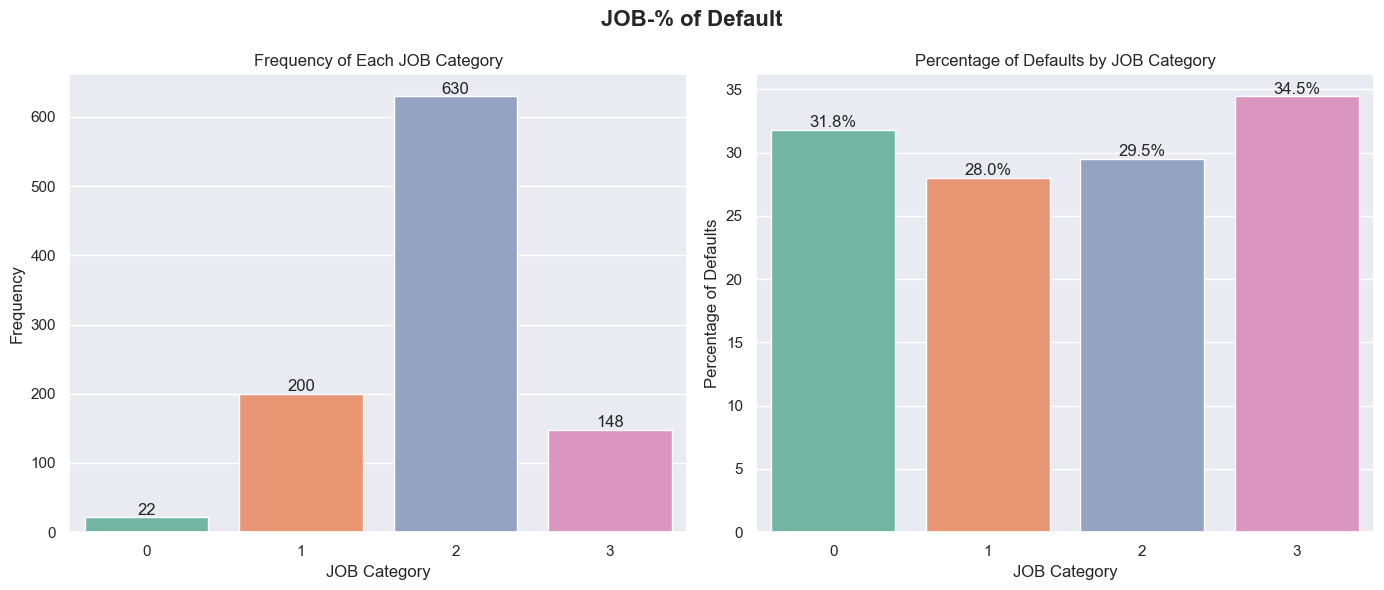 JOB-% of Default
Frequency of Each JOB Category
Frequency
600
500
400
300
200
100
0
22
200
630
148
0 1 2 3
JOB Category
Percentage of Defaults by JOB Category
Percentage of Defaults
35
30
25
20
15
10
5
0
31.8%
28.0%
29.5%
34.5%
0 1 2 3
JOB Category